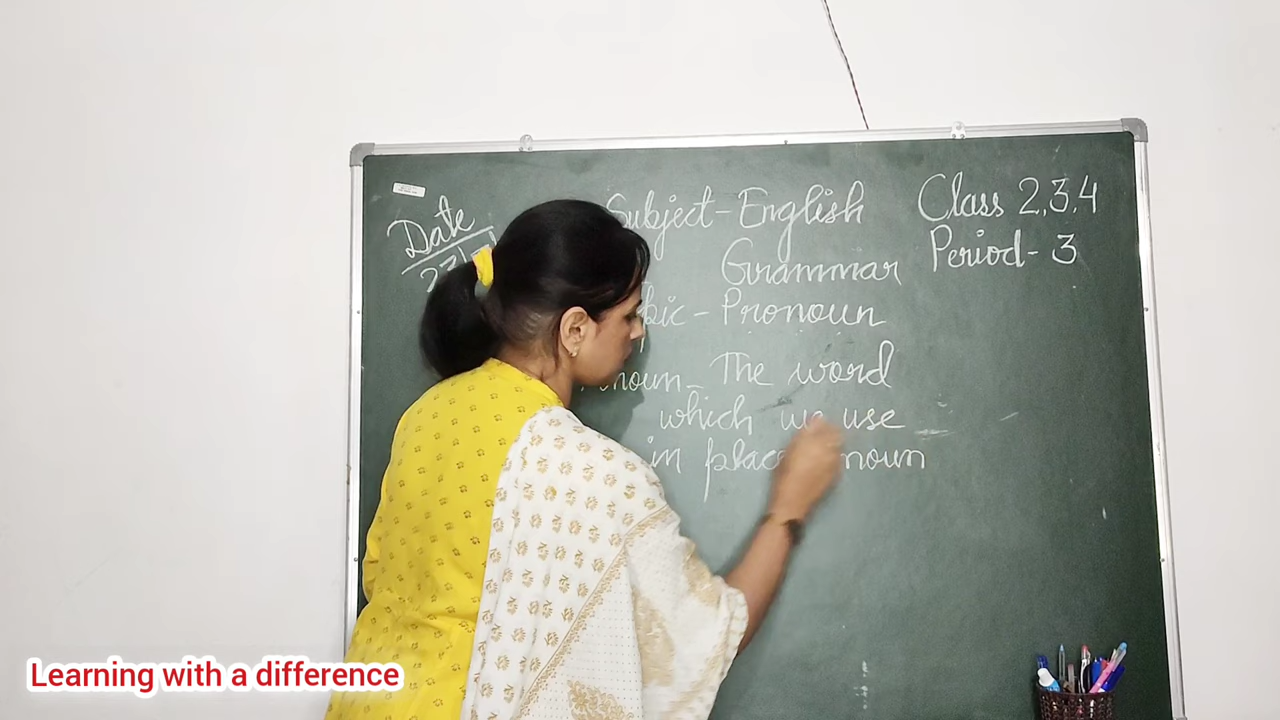 Date
Subject-English
Class 2,3,4
Grammar
Period- 3
- Pronoun
noun- The word
which we use
in place noun
Learning with a difference